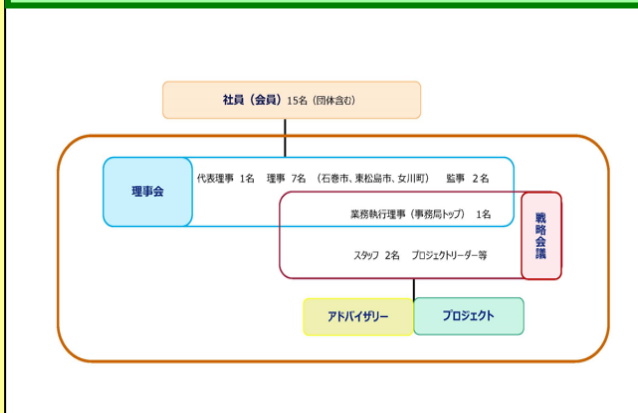 社員（会員）15名（団体含む）
理事会
代表理事 1名 理事 7名 （石巻市、東松島市、女川町） 監事 2名
業務執行理事（事務局トップ） 1名
戦略会議
スタッフ 2名 プロジェクトリーダー等
アドバイザリー
プロジェクト